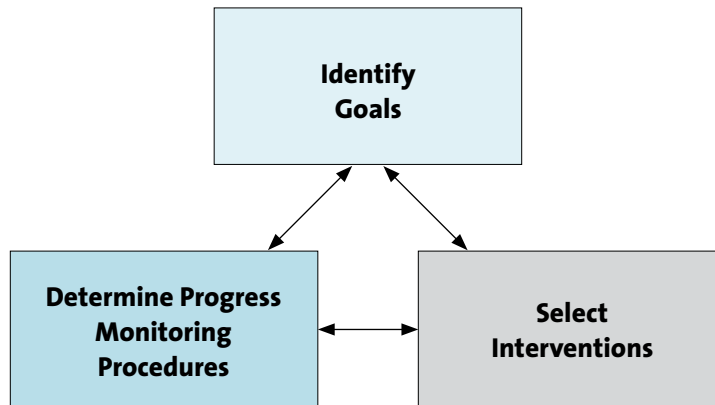 Identify
Goals
Determine Progress
Monitoring
Procedures
Select
Interventions